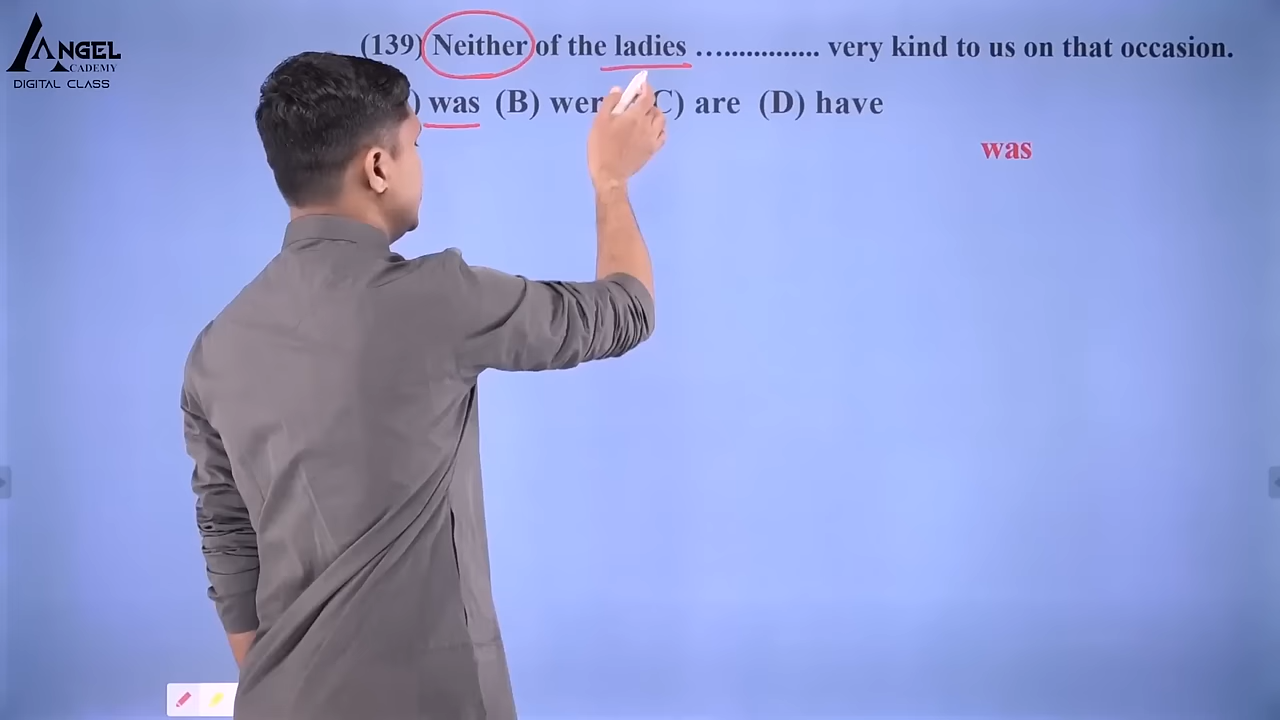 ANGEL
ACADEMY
DIGITAL CLASS
(139) Neither of the ladies ………….... very kind to us on that occasion.
) was (B) wer C) are (D) have
was